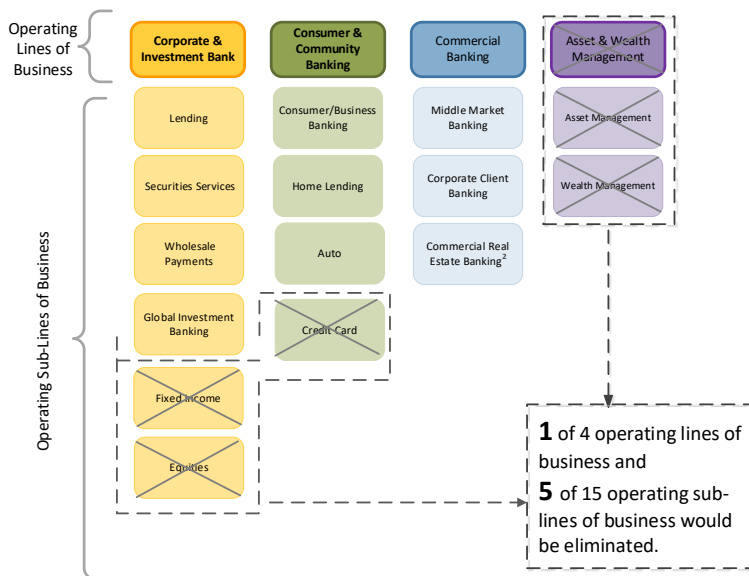 Operating
Lines of
Business
Corporate &
Investment Bank
Consumer &
Community
Banking
Commercial
Banking
Asset & Wealth
Management
Operating Sub-Lines of Business
Lending
Securities Services
Wholesale
Payments
Global Investment
Banking
Fixed Income
Equities
Consumer/Business
Banking
Home Lending
Auto
Credit Card
Middle Market
Banking
Corporate Client
Banking
Commercial Real
Estate Banking²
Asset Management
Wealth Management
1 of 4 operating lines of
business and
5 of 15 operating sub-
lines of business would
be eliminated.